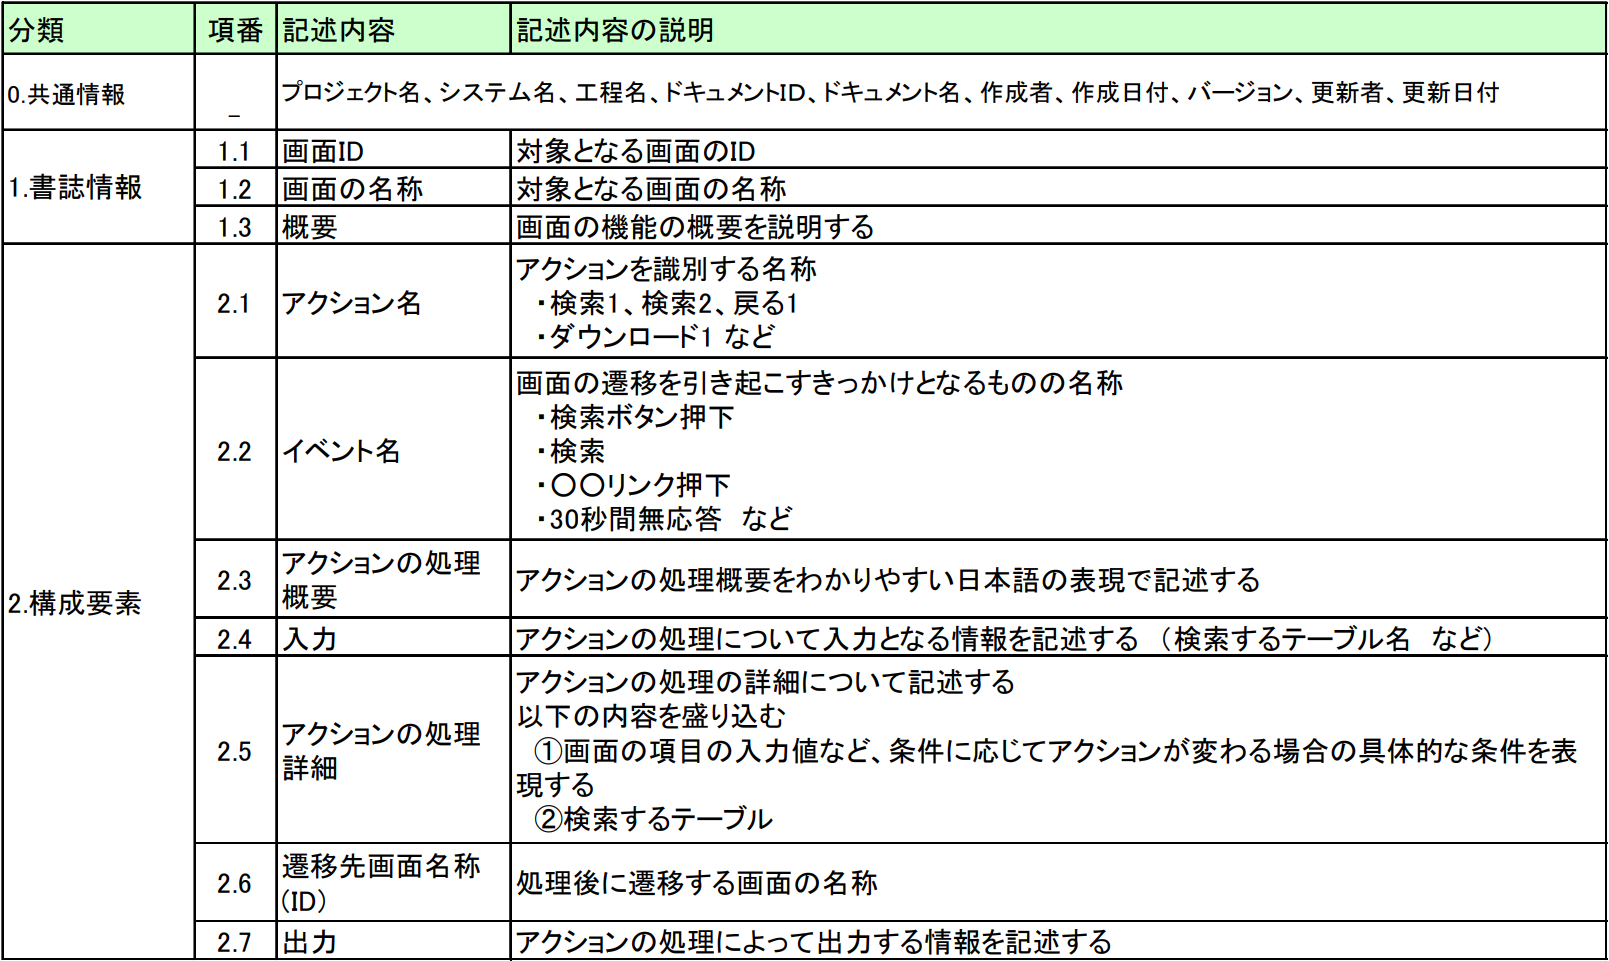 分類 項番 記述内容 記述内容の説明
0.共通情報 _ プロジェクト名、システム名、工程名、ドキュメントID、ドキュメント名、作成者、作成日付、バージョン、更新者、更新日付
1.書誌情報
1.1 画面ID 対象となる画面のID
1.2 画面の名称 対象となる画面の名称
1.3 概要 画面の機能の概要を説明する
2.構成要素
2.1 アクション名 アクションを識別する名称
・検索1、検索2、戻る1
・ダウンロード1 など
2.2 イベント名 画面の遷移を引き起こすきっかけとなるものの名称
・検索ボタン押下
・検索
・〇〇リンク押下
・30秒間無応答　など
2.3 アクションの処理
概要
アクションの処理概要をわかりやすい日本語の表現で記述する
2.4 入力 アクションの処理について入力となる情報を記述する　（検索するテーブル名　など）
2.5 アクションの処理
詳細
アクションの処理の詳細について記述する
以下の内容を盛り込む
①画面の項目の入力値など、条件に応じてアクションが変わる場合の具体的な条件を表
現する
②検索するテーブル
2.6 遷移先画面名称
(ID)
処理後に遷移する画面の名称
2.7 出力 アクションの処理によって出力する情報を記述する